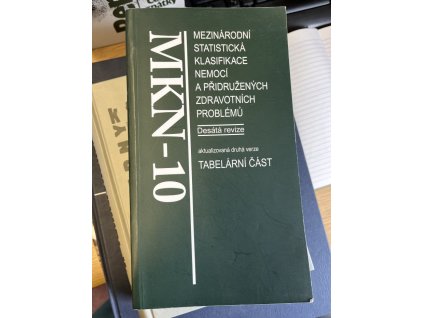 MKN-10
MEZINÁRODNÍ
STATISTICKÁ
KLASIFIKACE
NEMOCÍ
A PŘIDRUŽENÝCH
ZDRAVOTNÍCH
PROBLÉMŮ
Desátá revize
aktualizovaná druhá verze
TABELÁRNÍ ČÁST